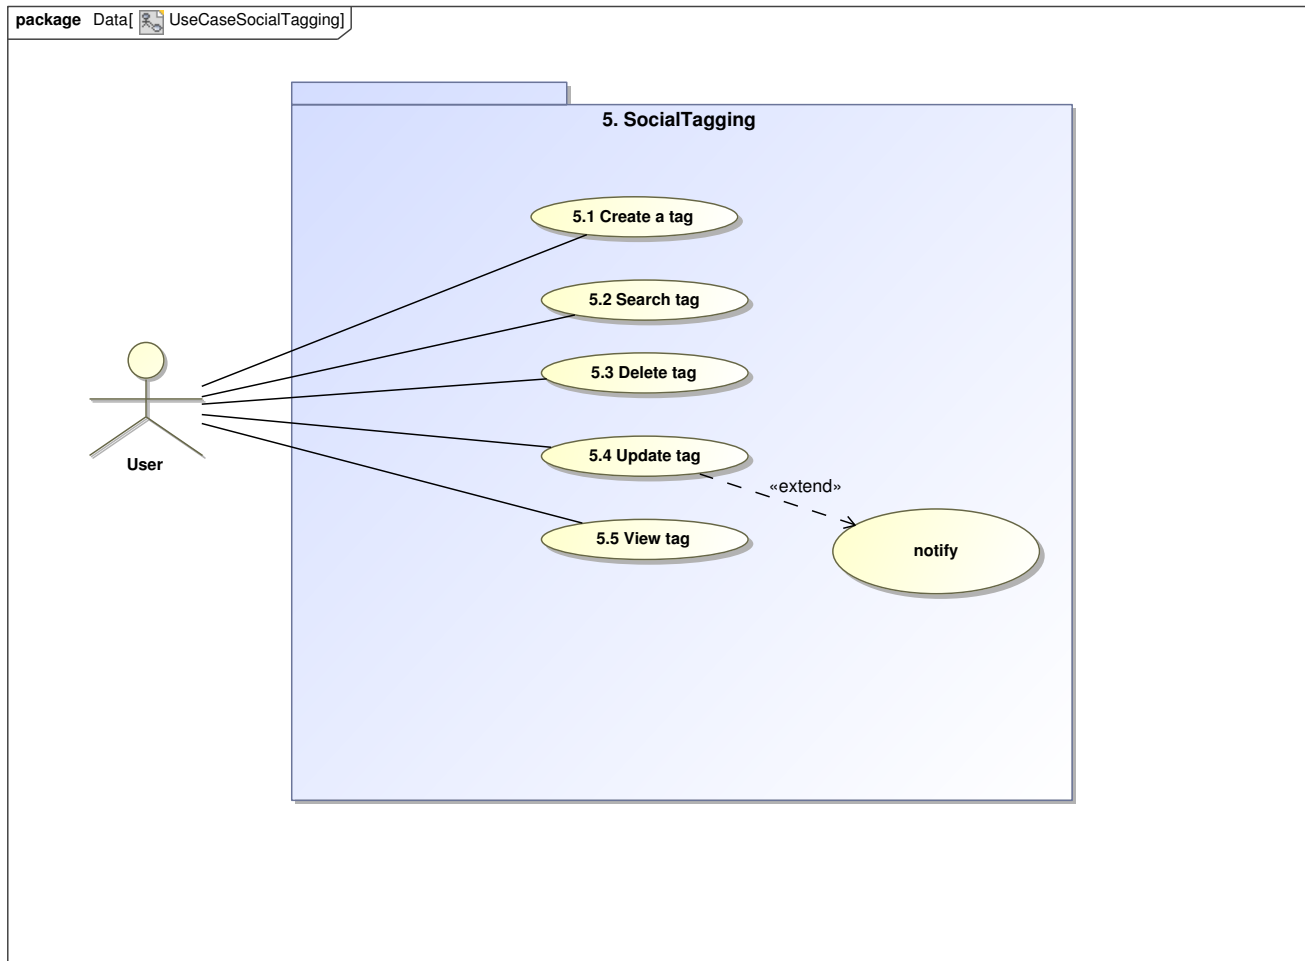 package Data[ UseCaseSocialTagging]
5. SocialTagging
5.1 Create a tag
5.2 Search tag
5.3 Delete tag
5.4 Update tag
User
«extend»
5.5 View tag
notify